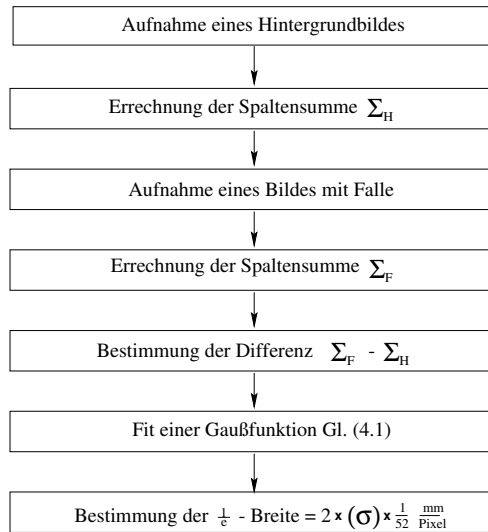 Aufnahme eines Hintergrundbildes
Errechnung der Spaltensumme Σ_H
Aufnahme eines Bildes mit Falle
Errechnung der Spaltensumme Σ_F
Bestimmung der Differenz Σ_F - Σ_H
Fit einer Gaußfunktion Gl. (4.1)
Bestimmung der 1/e - Breite = 2 × (σ) × 1/52 mm/Pixel